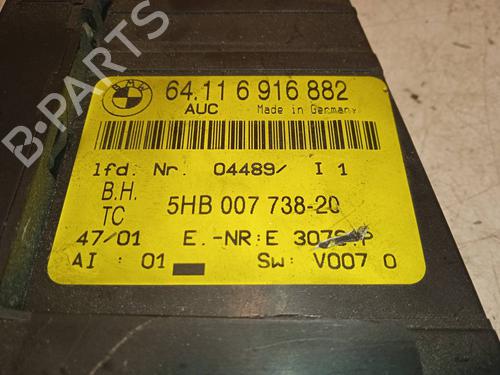 BMW
64.11 6 916 882
AUC Made in Germany
lfd. Nr. 04489/ I 1
B.H.
TC 5HB 007 738-20
47/01 E.-NR:E
AI : 01 SW: V007 0
B-PARTS